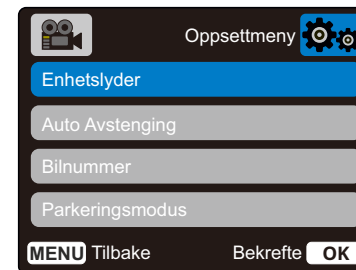 Oppsettmeny
Enhetslyder
Auto Avstenging
Bilnummer
Parkeringsmodus
MENU Tilbake Bekrefte OK